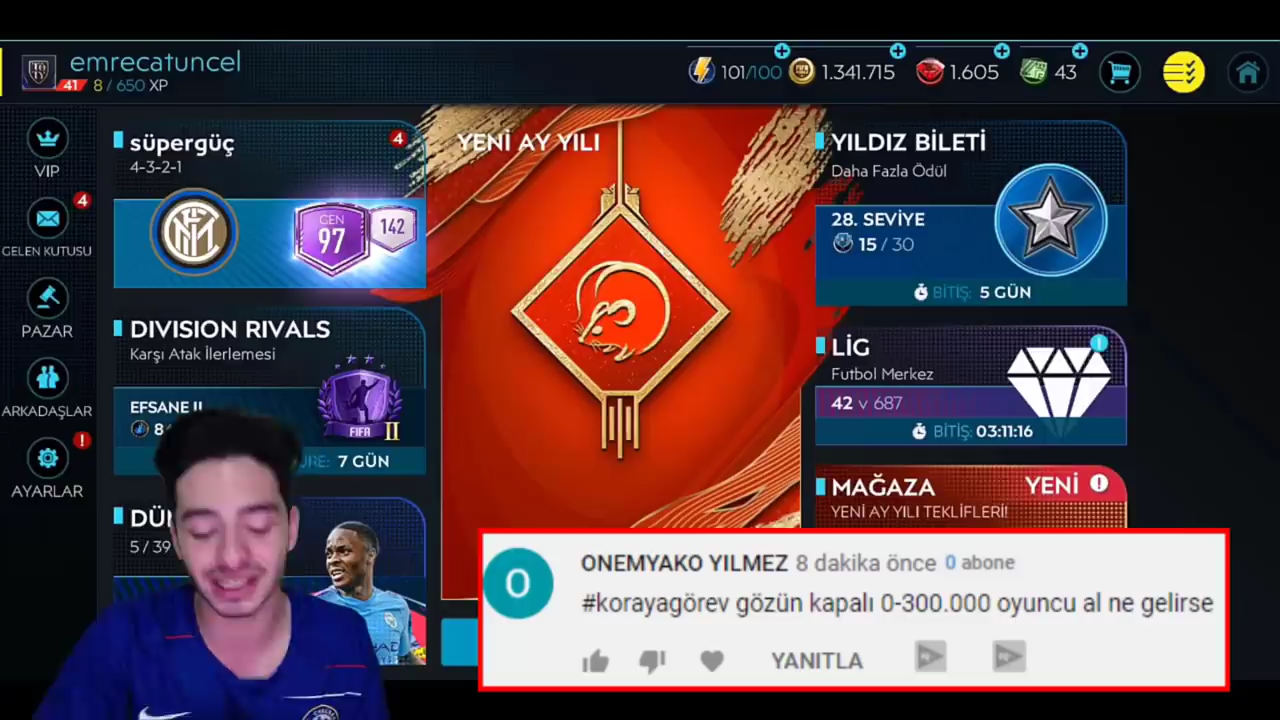 emrecatuncel
41 8 / 650 XP
101/100
1.341.715
1.605
43
VIP
4
GELEN KUTUSU
PAZAR
ARKADAŞLAR
!
AYARLAR
süpergüç
4
4-3-2-1
GEN
97
142
DIVISION RIVALS
Karşı Atak İlerlemesi
EFSANE II
8
FIFA
II
7 GÜN
5 / 39
YENİ AY YILI
YILDIZ BİLETİ
Daha Fazla Ödül
28. SEVİYE
15 / 30
BİTİŞ: 5 GÜN
LİG
Futbol Merkez
42 v 687
BİTİŞ: 03:11:16
MAĞAZA
YENİ !
YENİ AY YILI TEKLİFLERİ!
O
ONEMYAKO YILMEZ 8 dakika önce 0 abone
#korayagörev gözün kapalı 0-300.000 oyuncu al ne gelirse
YANITLA